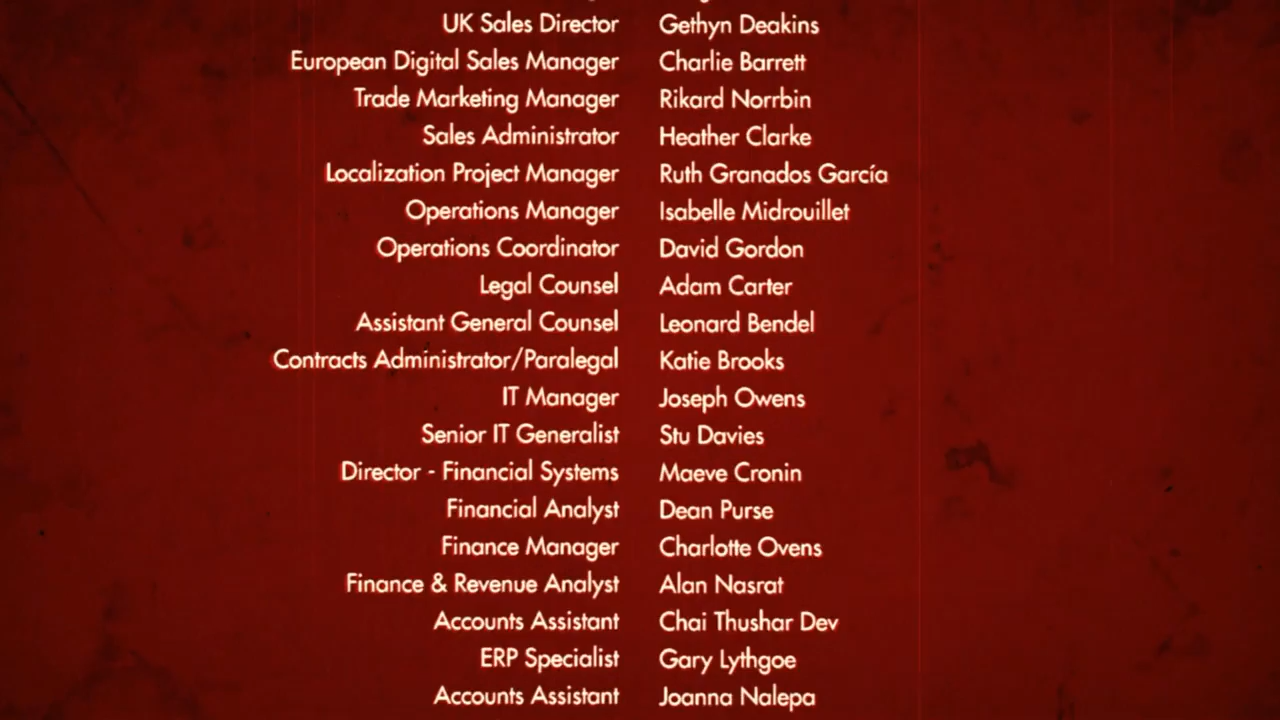 UK Sales Director Gethyn Deakins
European Digital Sales Manager Charlie Barrett
Trade Marketing Manager Rikard Norrbin
Sales Administrator Heather Clarke
Localization Project Manager Ruth Granados García
Operations Manager Isabelle Midrouillet
Operations Coordinator David Gordon
Legal Counsel Adam Carter
Assistant General Counsel Leonard Bendel
Contracts Administrator/Paralegal Katie Brooks
IT Manager Joseph Owens
Senior IT Generalist Stu Davies
Director - Financial Systems Maeve Cronin
Financial Analyst Dean Purse
Finance Manager Charlotte Ovens
Finance & Revenue Analyst Alan Nasrat
Accounts Assistant Chai Thushar Dev
ERP Specialist Gary Lythgoe
Accounts Assistant Joanna Nalepa